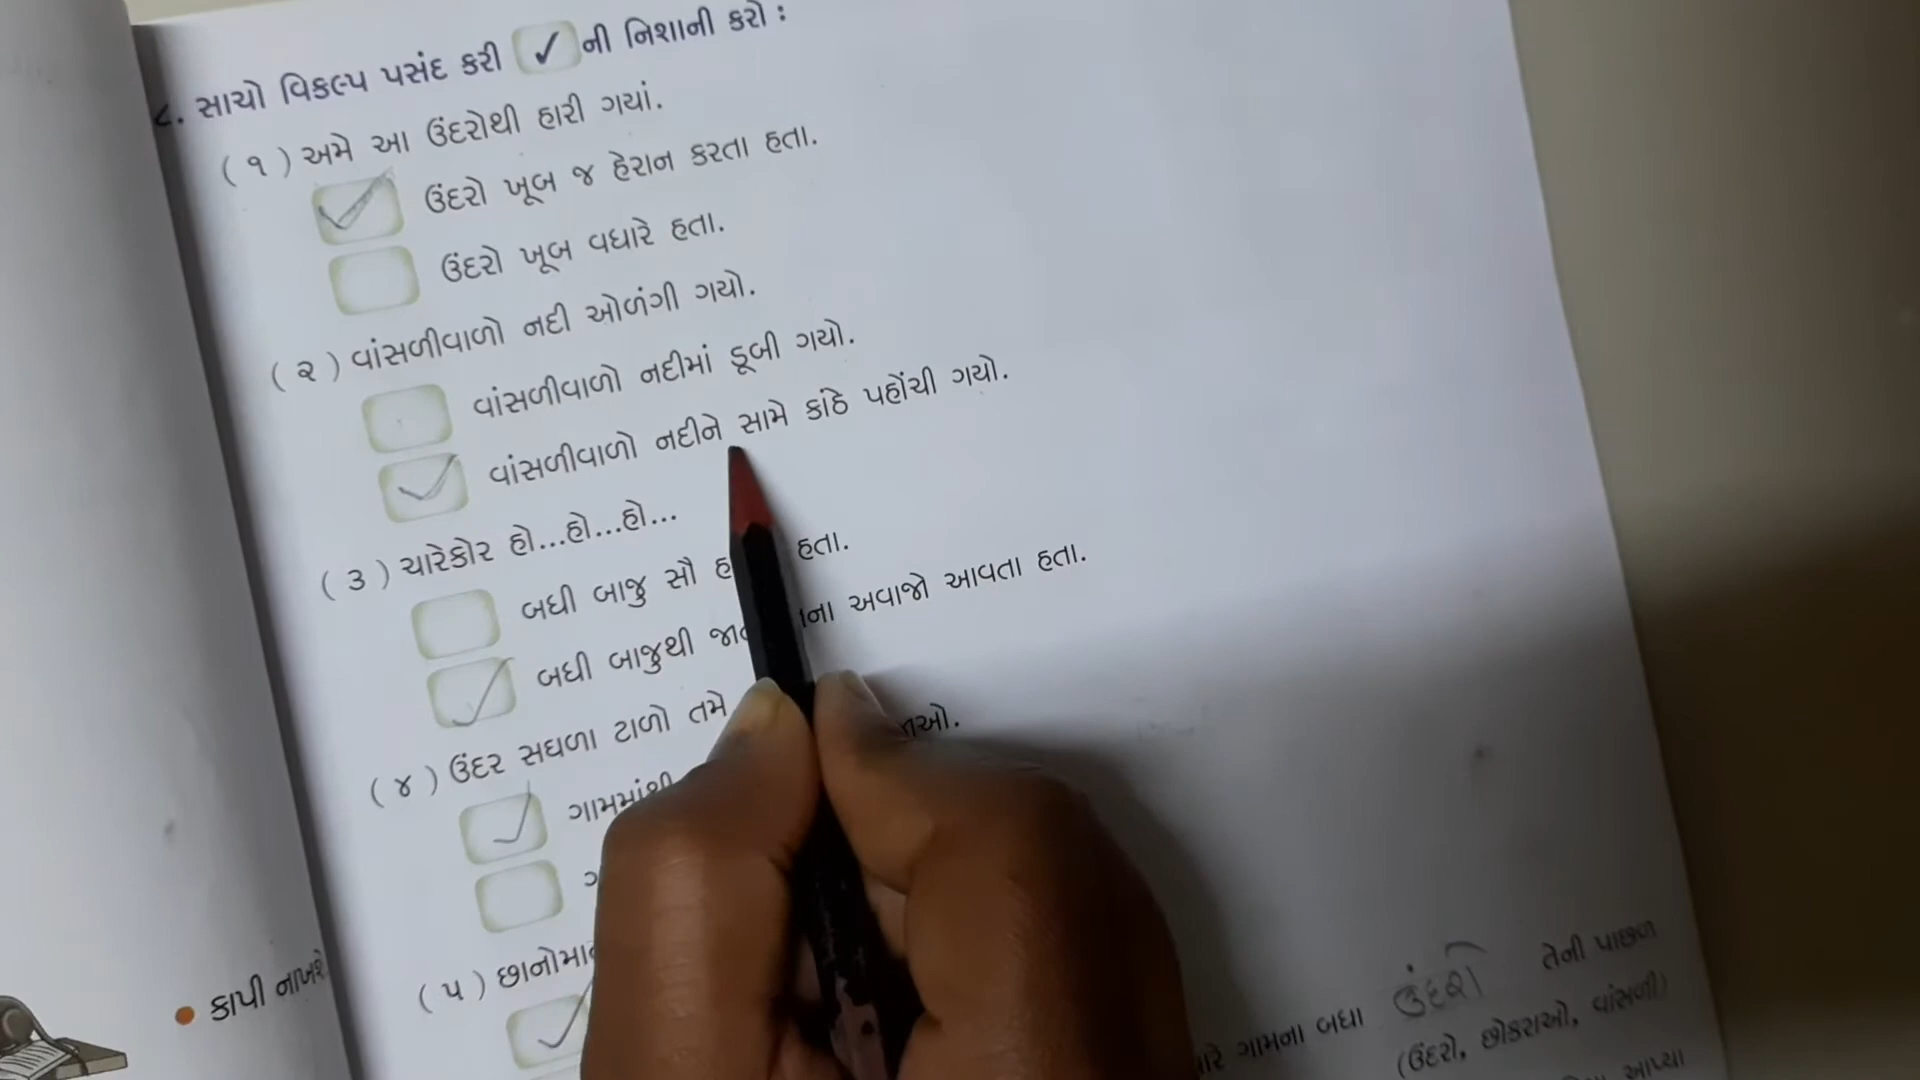 ૮. સાચો વિકલ્પ પસંદ કરી ✓ ની નિશાની કરો :
( ૧ ) અમે આ ઉંદરોથી હારી ગયાં.
ઉંદરો ખૂબ જ હેરાન કરતા હતા.
ઉંદરો ખૂબ વધારે હતા.
( ૨ ) વાંસળીવાળો નદી ઓળંગી ગયો.
વાંસળીવાળો નદીમાં ડૂબી ગયો.
વાંસળીવાળો નદીને સામે કાંઠે પહોંચી ગયો.
( ૩ ) ચારેકોર હો...હો...હો...
બધી બાજુ સૌ હતા.
બધી બાજુથી અવાજો આવતા હતા.
( ૪ ) ઉંદર સઘળા ટાળો તમે
ગામમાંથી
( ૫ )
• કાપી નાખશે
ગામના બધા ઉંદરો તેની પાછળ
(ઉંદરો, છોકરાઓ, વાંસળી)
આપ્યા